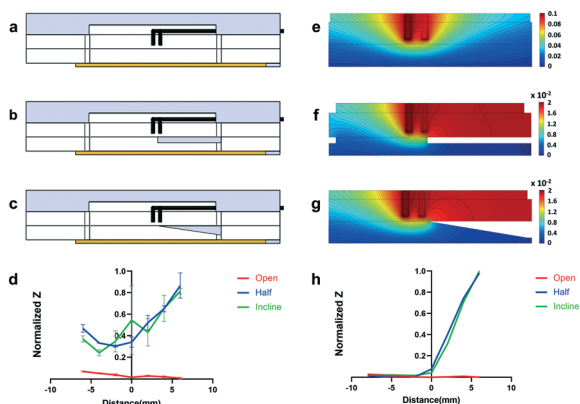 a
b
c
e
0.1
0.08
0.06
0.04
0.02
0
f
x 10-2
2
1.6
1.2
0.8
0.4
0
g
x 10-2
2
1.6
1.2
0.8
0.4
0
d
Normalized Z
1.0
0.8
0.6
0.4
0.2
-10
-5
0
5
10
Distance(mm)
Open
Half
Incline
h
Normalized Z
1.0
0.8
0.6
0.4
0.2
-10
-5
0
5
10
Distance(mm)
Open
Half
Incline